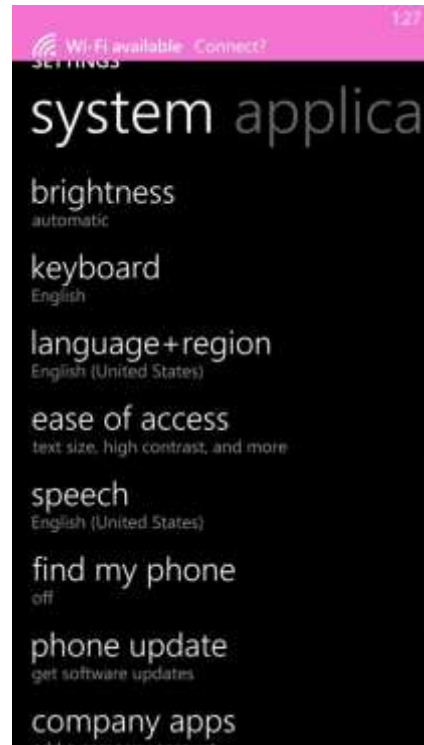 1:27
Wi-Fi available Connect?
SETTINGS
system applica
brightness
automatic
keyboard
English
language+region
English (United States)
ease of access
text size, high contrast, and more
speech
English (United States)
find my phone
off
phone update
get software updates
company apps